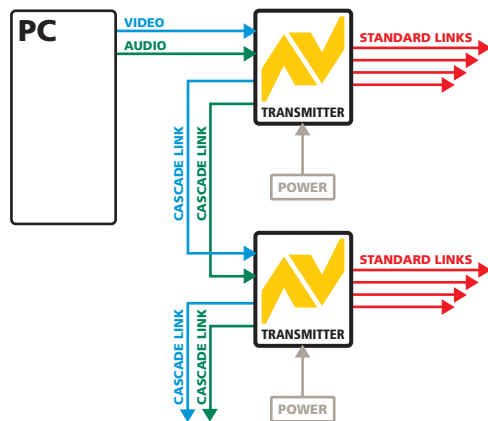 PC
VIDEO
AUDIO
STANDARD LINKS
TRANSMITTER
CASCADE LINK
CASCADE LINK
POWER
STANDARD LINKS
TRANSMITTER
CASCADE LINK
CASCADE LINK
POWER